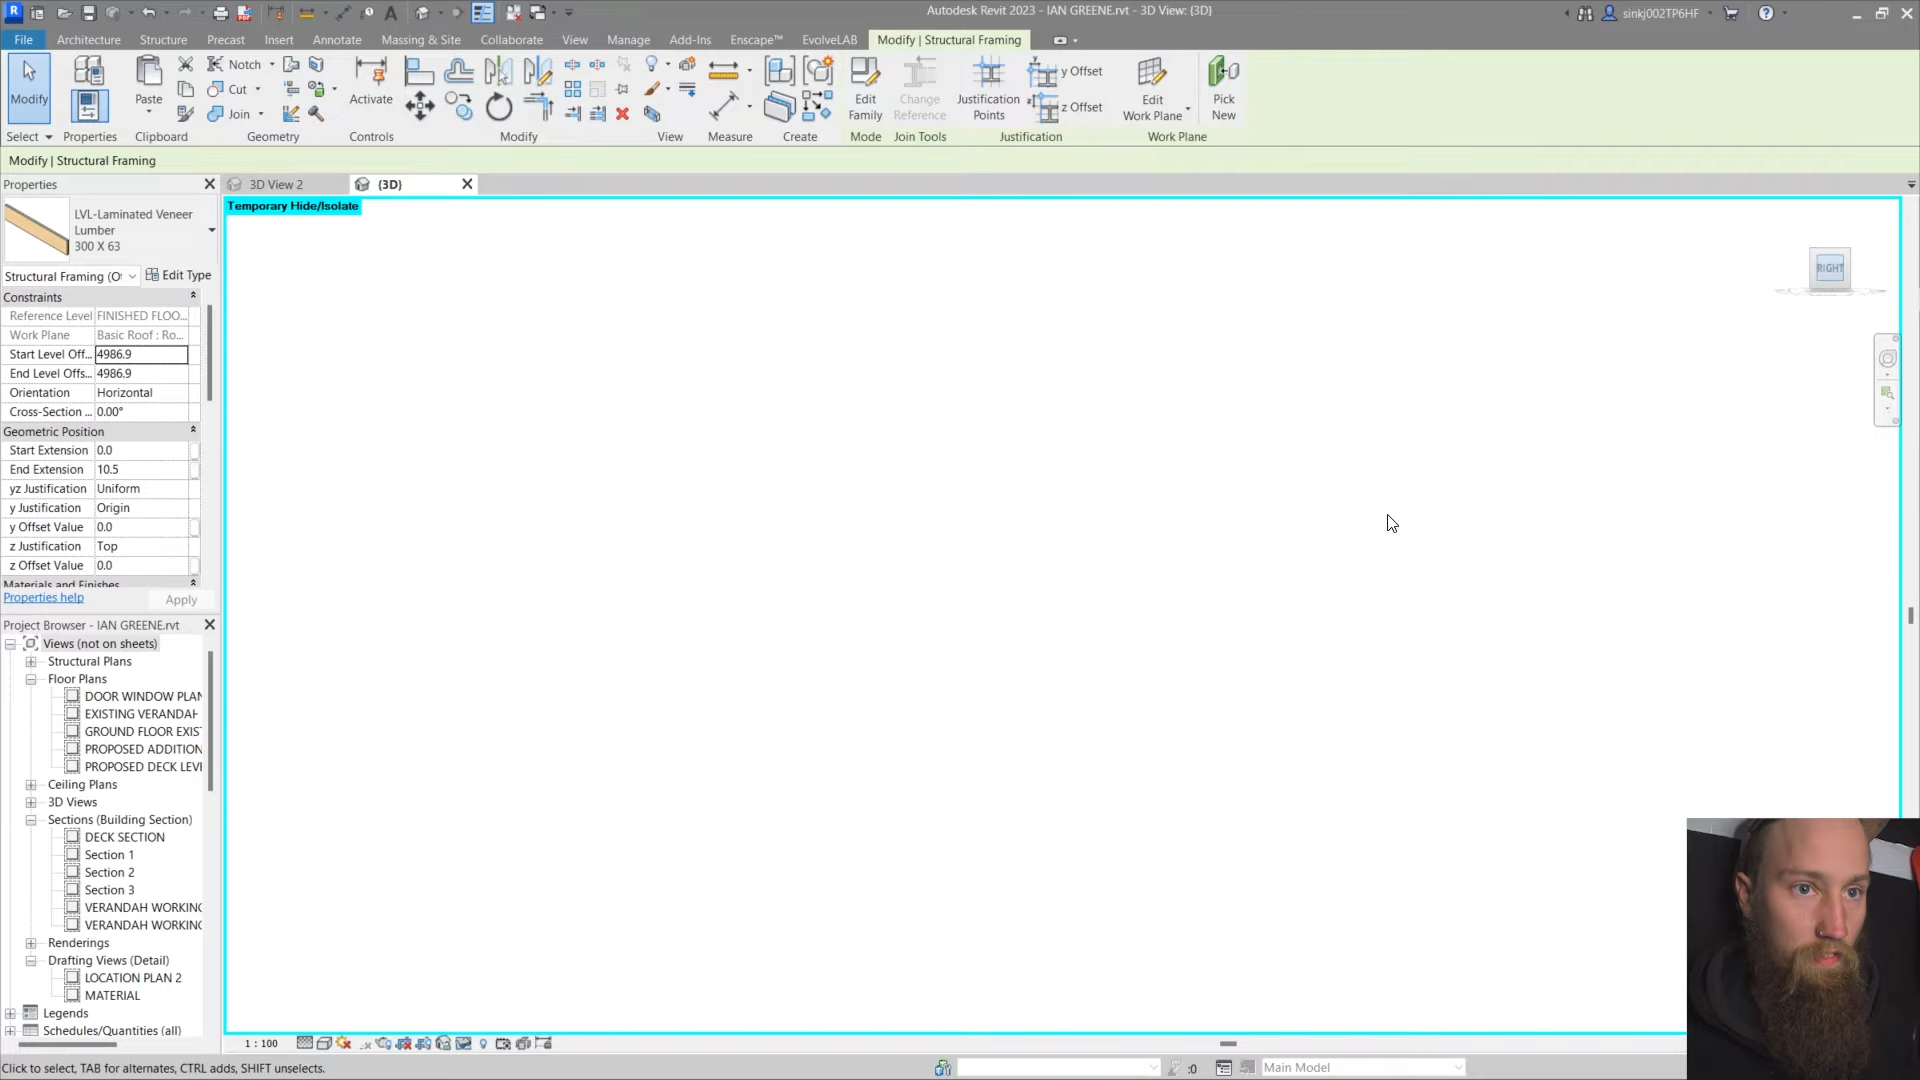 Autodesk Revit 2023 - IAN GREENE.rvt - 3D View: {3D}
sinkj002TP6HF
File
Architecture
Structure
Precast
Insert
Annotate
Massing & Site
Collaborate
View
Manage
Add-Ins
Enscape™
EvolveLAB
Modify | Structural Framing
Modify
Paste
Notch
Cut
Join
Activate
Edit Family
Change Reference
Justification Points
y Offset
z Offset
Edit Work Plane
Pick New
Select
Properties
Clipboard
Geometry
Controls
Modify
View
Measure
Create
Mode
Join Tools
Justification
Work Plane
Modify | Structural Framing
Properties
3D View 2
{3D}
Temporary Hide/Isolate
RIGHT
LVL-Laminated Veneer
Lumber
300 X 63
Structural Framing (O
Edit Type
Constraints
Reference Level FINISHED FLOO...
Work Plane Basic Roof : Ro...
Start Level Off... 4986.9
End Level Offs... 4986.9
Orientation Horizontal
Cross-Section ... 0.00°
Geometric Position
Start Extension 0.0
End Extension 10.5
yz Justification Uniform
y Justification Origin
y Offset Value 0.0
z Justification Top
z Offset Value 0.0
Materials and Finishes
Properties help
Apply
Project Browser - IAN GREENE.rvt
Views (not on sheets)
Structural Plans
Floor Plans
DOOR WINDOW PLAN
EXISTING VERANDAH
GROUND FLOOR EXIST
PROPOSED ADDITION
PROPOSED DECK LEVE
Ceiling Plans
3D Views
Sections (Building Section)
DECK SECTION
Section 1
Section 2
Section 3
VERANDAH WORKING
VERANDAH WORKING
Renderings
Drafting Views (Detail)
LOCATION PLAN 2
MATERIAL
Legends
Schedules/Quantities (all)
1 : 100
Click to select, TAB for alternates, CTRL adds, SHIFT unselects.
:0
Main Model